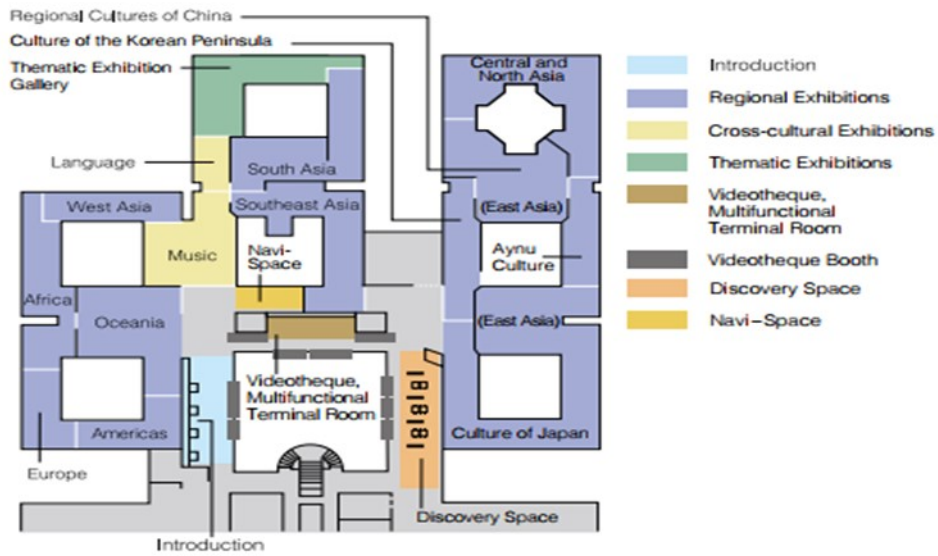 Regional Cultures of China
Culture of the Korean Peninsula
Thematic Exhibition
Gallery
Language
South Asia
West Asia
Southeast Asia
Music
Navi-
Space
Africa
Oceania
Videotheque,
Multifunctional
Terminal Room
Americas
Europe
Introduction
Central and
North Asia
(East Asia)
Aynu
Culture
(East Asia)
Culture of Japan
Discovery Space
Introduction
Regional Exhibitions
Cross-cultural Exhibitions
Thematic Exhibitions
Videotheque,
Multifunctional
Terminal Room
Videotheque Booth
Discovery Space
Navi-Space